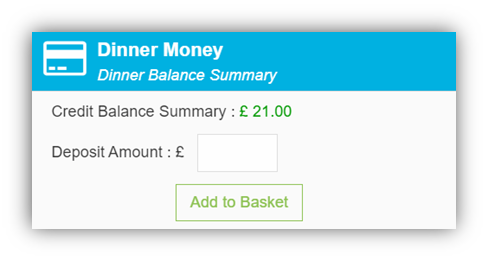 Dinner Money
Dinner Balance Summary
Credit Balance Summary : £ 21.00
Deposit Amount : £
Add to Basket